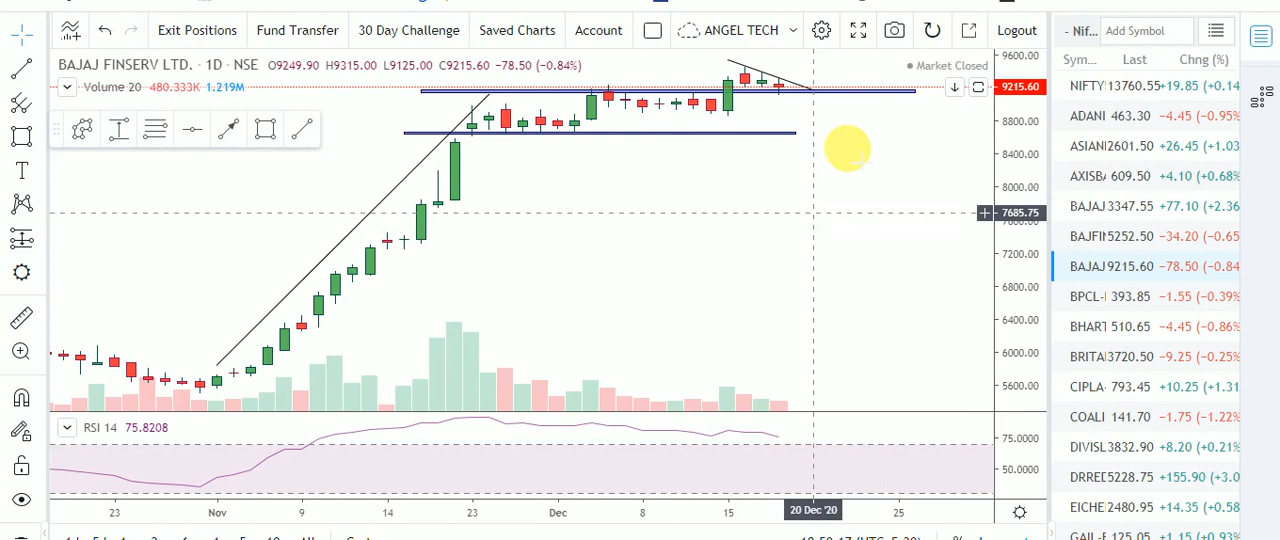 Exit Positions Fund Transfer 30 Day Challenge Saved Charts Account ANGEL TECH Logout
BAJAJ FINSERV LTD. · 1D · NSE O9249.90 H9315.00 L9125.00 C9215.60 −78.50 (−0.84%)
Market Closed
Volume 20 480.333K 1.219M
T
9600.00
9215.60
8800.00
8400.00
8000.00
7685.75
7200.00
6800.00
6400.00
6000.00
5600.00
RSI 14 75.8208
75.0000
50.0000
23 Nov 9 14 23 Dec 8 15 20 Dec '20 25
- Nif... Add Symbol
Sym... Last Chng (%)
NIFTY 13760.55 +19.85 (+0.14
ADANI 463.30 −4.45 (−0.95%
ASIAN 2601.50 +26.45 (+1.03
AXISB 609.50 +4.10 (+0.68%
BAJAJ 3347.55 +77.10 (+2.36
BAJFI 5252.50 −34.20 (−0.65
BAJAJ 9215.60 −78.50 (−0.84
BPCL- 393.85 −1.55 (−0.39%
BHART 510.65 −4.45 (−0.86%
BRITA 3720.50 −9.25 (−0.25%
CIPLA 793.45 +10.25 (+1.31
COALI 141.70 −1.75 (−1.22%
DIVISL 3832.90 +8.20 (+0.21%
DRREE 5228.75 +155.90 (+3.0
EICHE 2480.95 +14.35 (+0.58